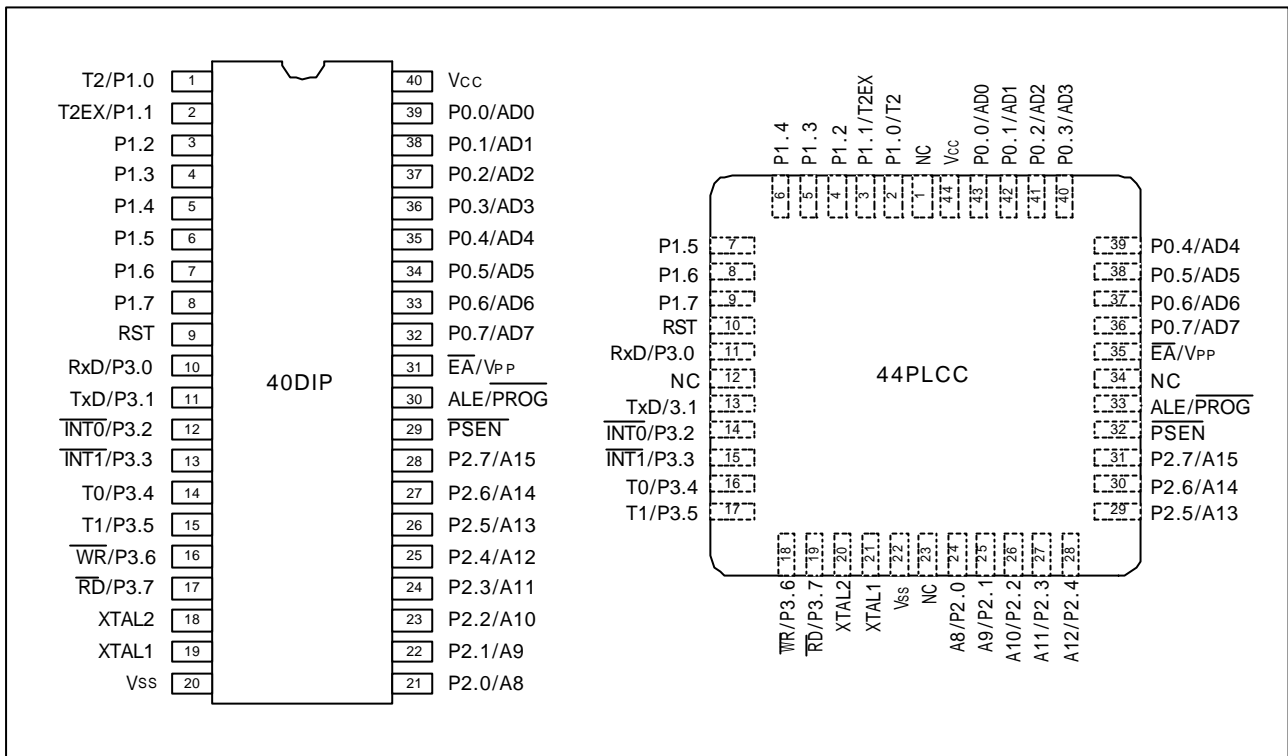 T2/P1.0 1 40 Vcc
T2EX/P1.1 2 39 P0.0/AD0
P1.2 3 38 P0.1/AD1
P1.3 4 37 P0.2/AD2
P1.4 5 36 P0.3/AD3
P1.5 6 35 P0.4/AD4
P1.6 7 34 P0.5/AD5
P1.7 8 33 P0.6/AD6
RST 9 32 P0.7/AD7
RxD/P3.0 10 31 E̅A̅/VPP
TxD/P3.1 11 30 ALE/P̅R̅O̅G̅
I̅N̅T̅0̅/P3.2 12 29 P̅S̅E̅N̅
I̅N̅T̅1̅/P3.3 13 28 P2.7/A15
T0/P3.4 14 27 P2.6/A14
T1/P3.5 15 26 P2.5/A13
W̅R̅/P3.6 16 25 P2.4/A12
R̅D̅/P3.7 17 24 P2.3/A11
XTAL2 18 23 P2.2/A10
XTAL1 19 22 P2.1/A9
Vss 20 21 P2.0/A8
40DIP
P1.4 P1.3 P1.2 P1.1/T2EX P1.0/T2 NC Vcc P0.0/AD0 P0.1/AD1 P0.2/AD2 P0.3/AD3
6 5 4 3 2 1 44 43 42 41 40
P1.5 7 39 P0.4/AD4
P1.6 8 38 P0.5/AD5
P1.7 9 37 P0.6/AD6
RST 10 36 P0.7/AD7
RxD/P3.0 11 35 E̅A̅/VPP
NC 12 34 NC
TxD/3.1 13 33 ALE/P̅R̅O̅G̅
I̅N̅T̅0̅/P3.2 14 32 P̅S̅E̅N̅
I̅N̅T̅1̅/P3.3 15 31 P2.7/A15
T0/P3.4 16 30 P2.6/A14
T1/P3.5 17 29 P2.5/A13
44PLCC
18 19 20 21 22 23 24 25 26 27 28
W̅R̅/P3.6 R̅D̅/P3.7 XTAL2 XTAL1 Vss NC A8/P2.0 A9/P2.1 A10/P2.2 A11/P2.3 A12/P2.4